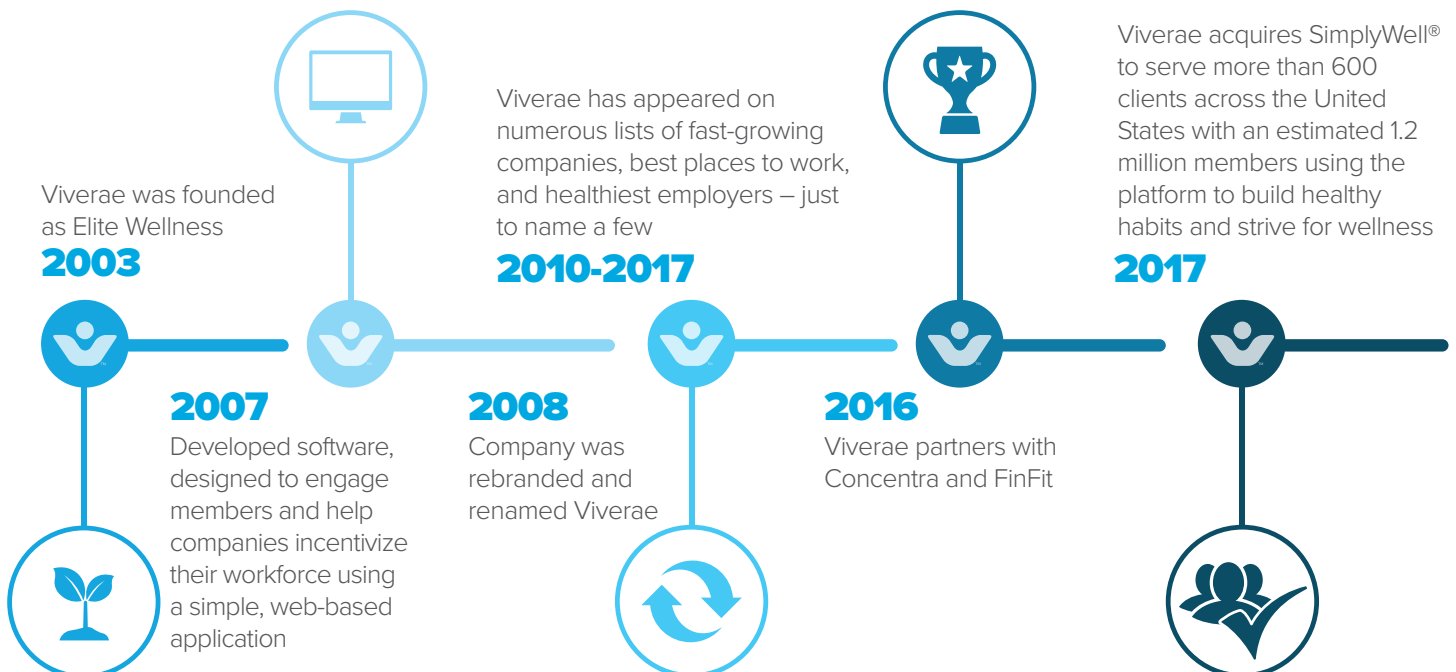 Viverae was founded
as Elite Wellness
2003
2007
Developed software,
designed to engage
members and help
companies incentivize
their workforce using
a simple, web-based
application
2008
Company was
rebranded and
renamed Viverae
Viverae has appeared on
numerous lists of fast-growing
companies, best places to work,
and healthiest employers – just
to name a few
2010-2017
2016
Viverae partners with
Concentra and FinFit
Viverae acquires SimplyWell®
to serve more than 600
clients across the United
States with an estimated 1.2
million members using the
platform to build healthy
habits and strive for wellness
2017